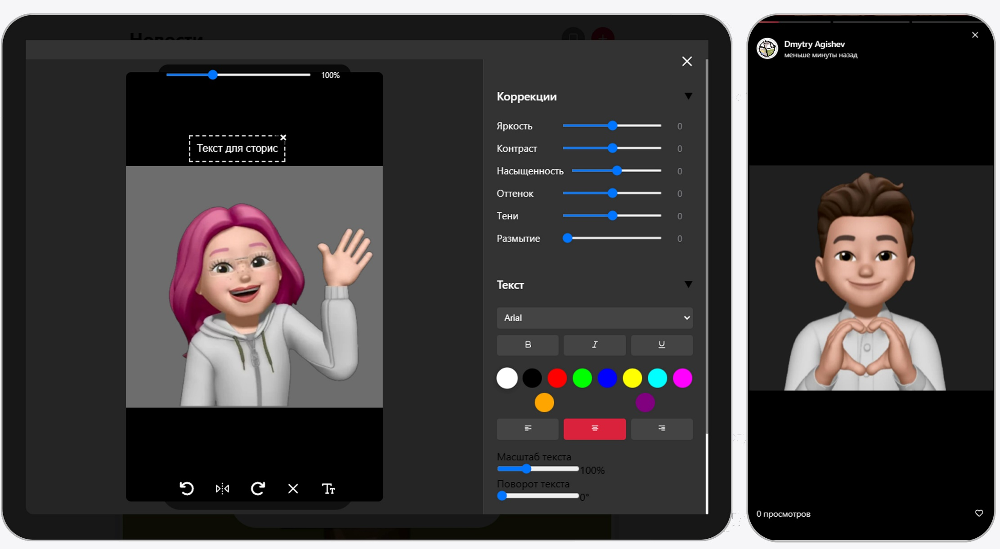 Новости
100%
Текст для сторис
Коррекции
Яркость 0
Контраст 0
Насыщенность 0
Оттенок 0
Тени 0
Размытие 0
Текст
Arial
B I U
Масштаб текста
100%
Поворот текста
0°
Dmytry Agishev
меньше минуты назад
0 просмотров